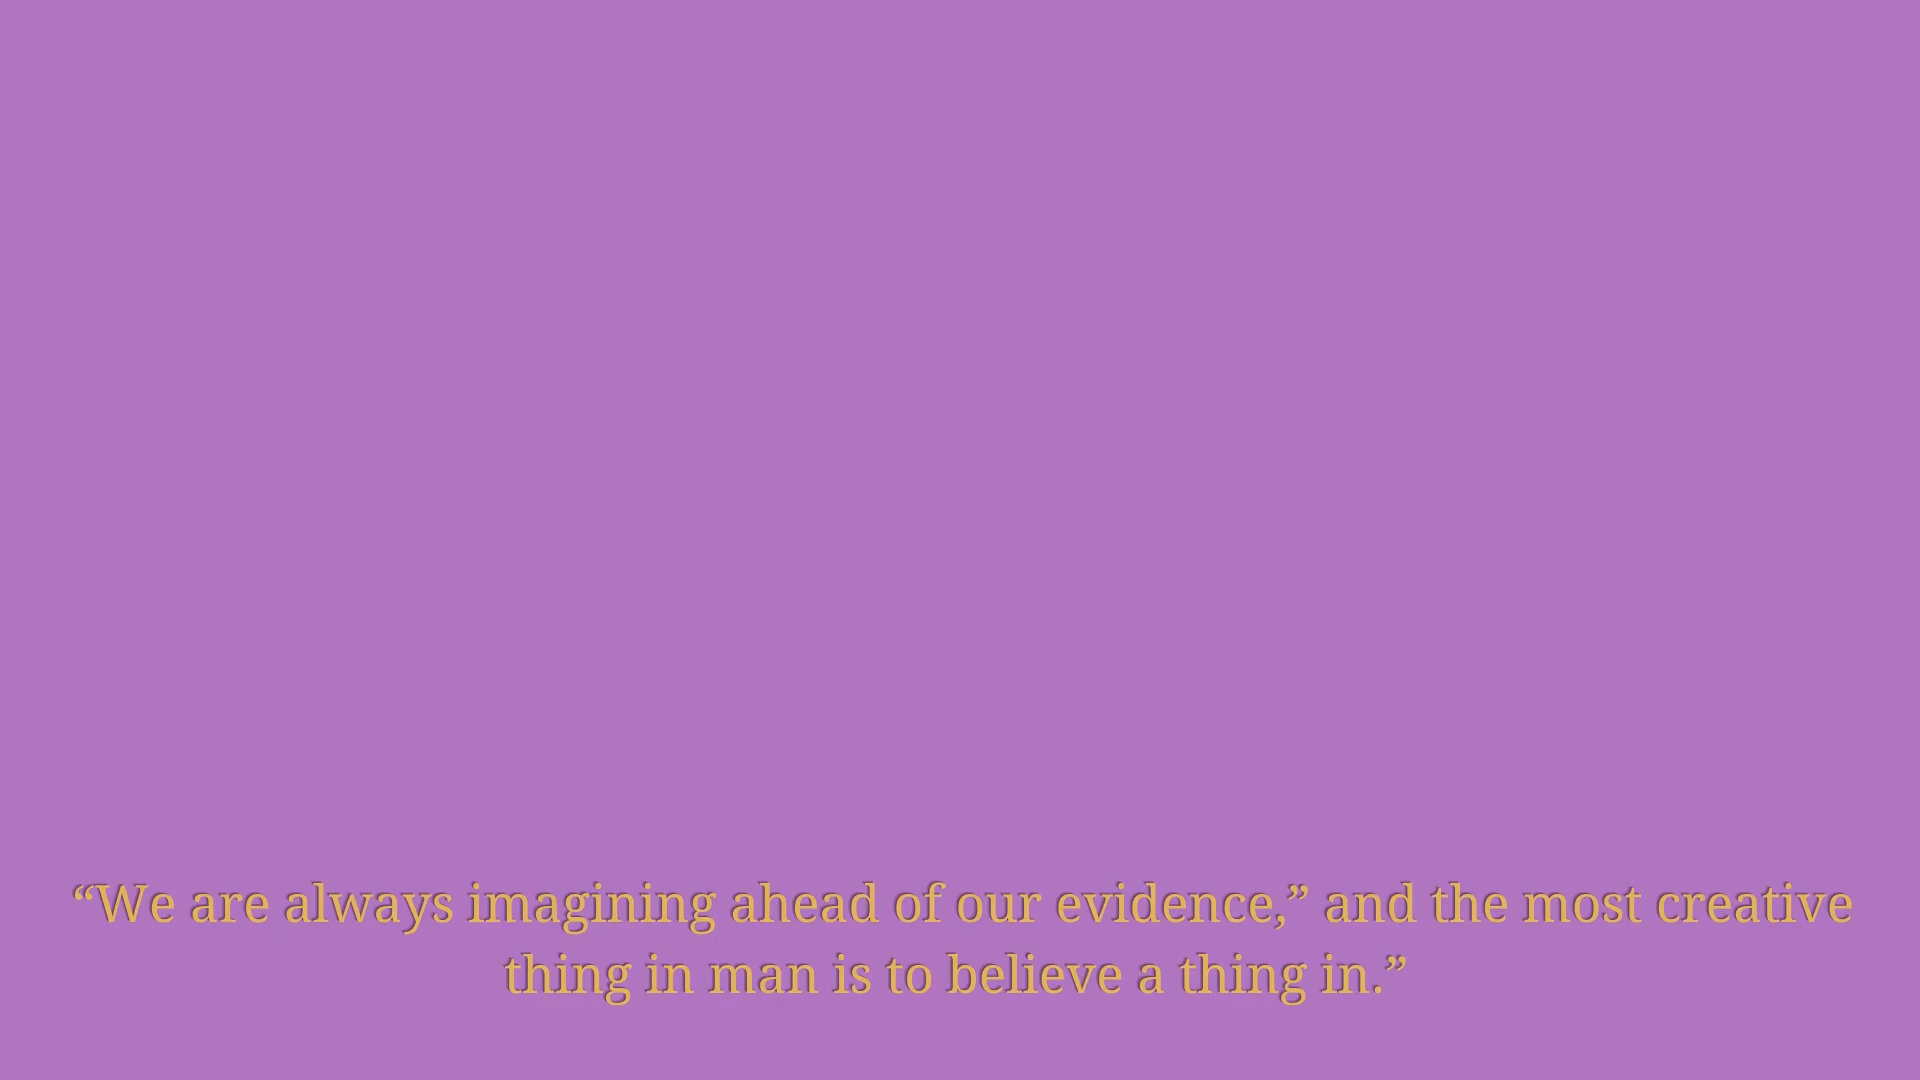 “We are always imagining ahead of our evidence,” and the most creative
thing in man is to believe a thing in.”